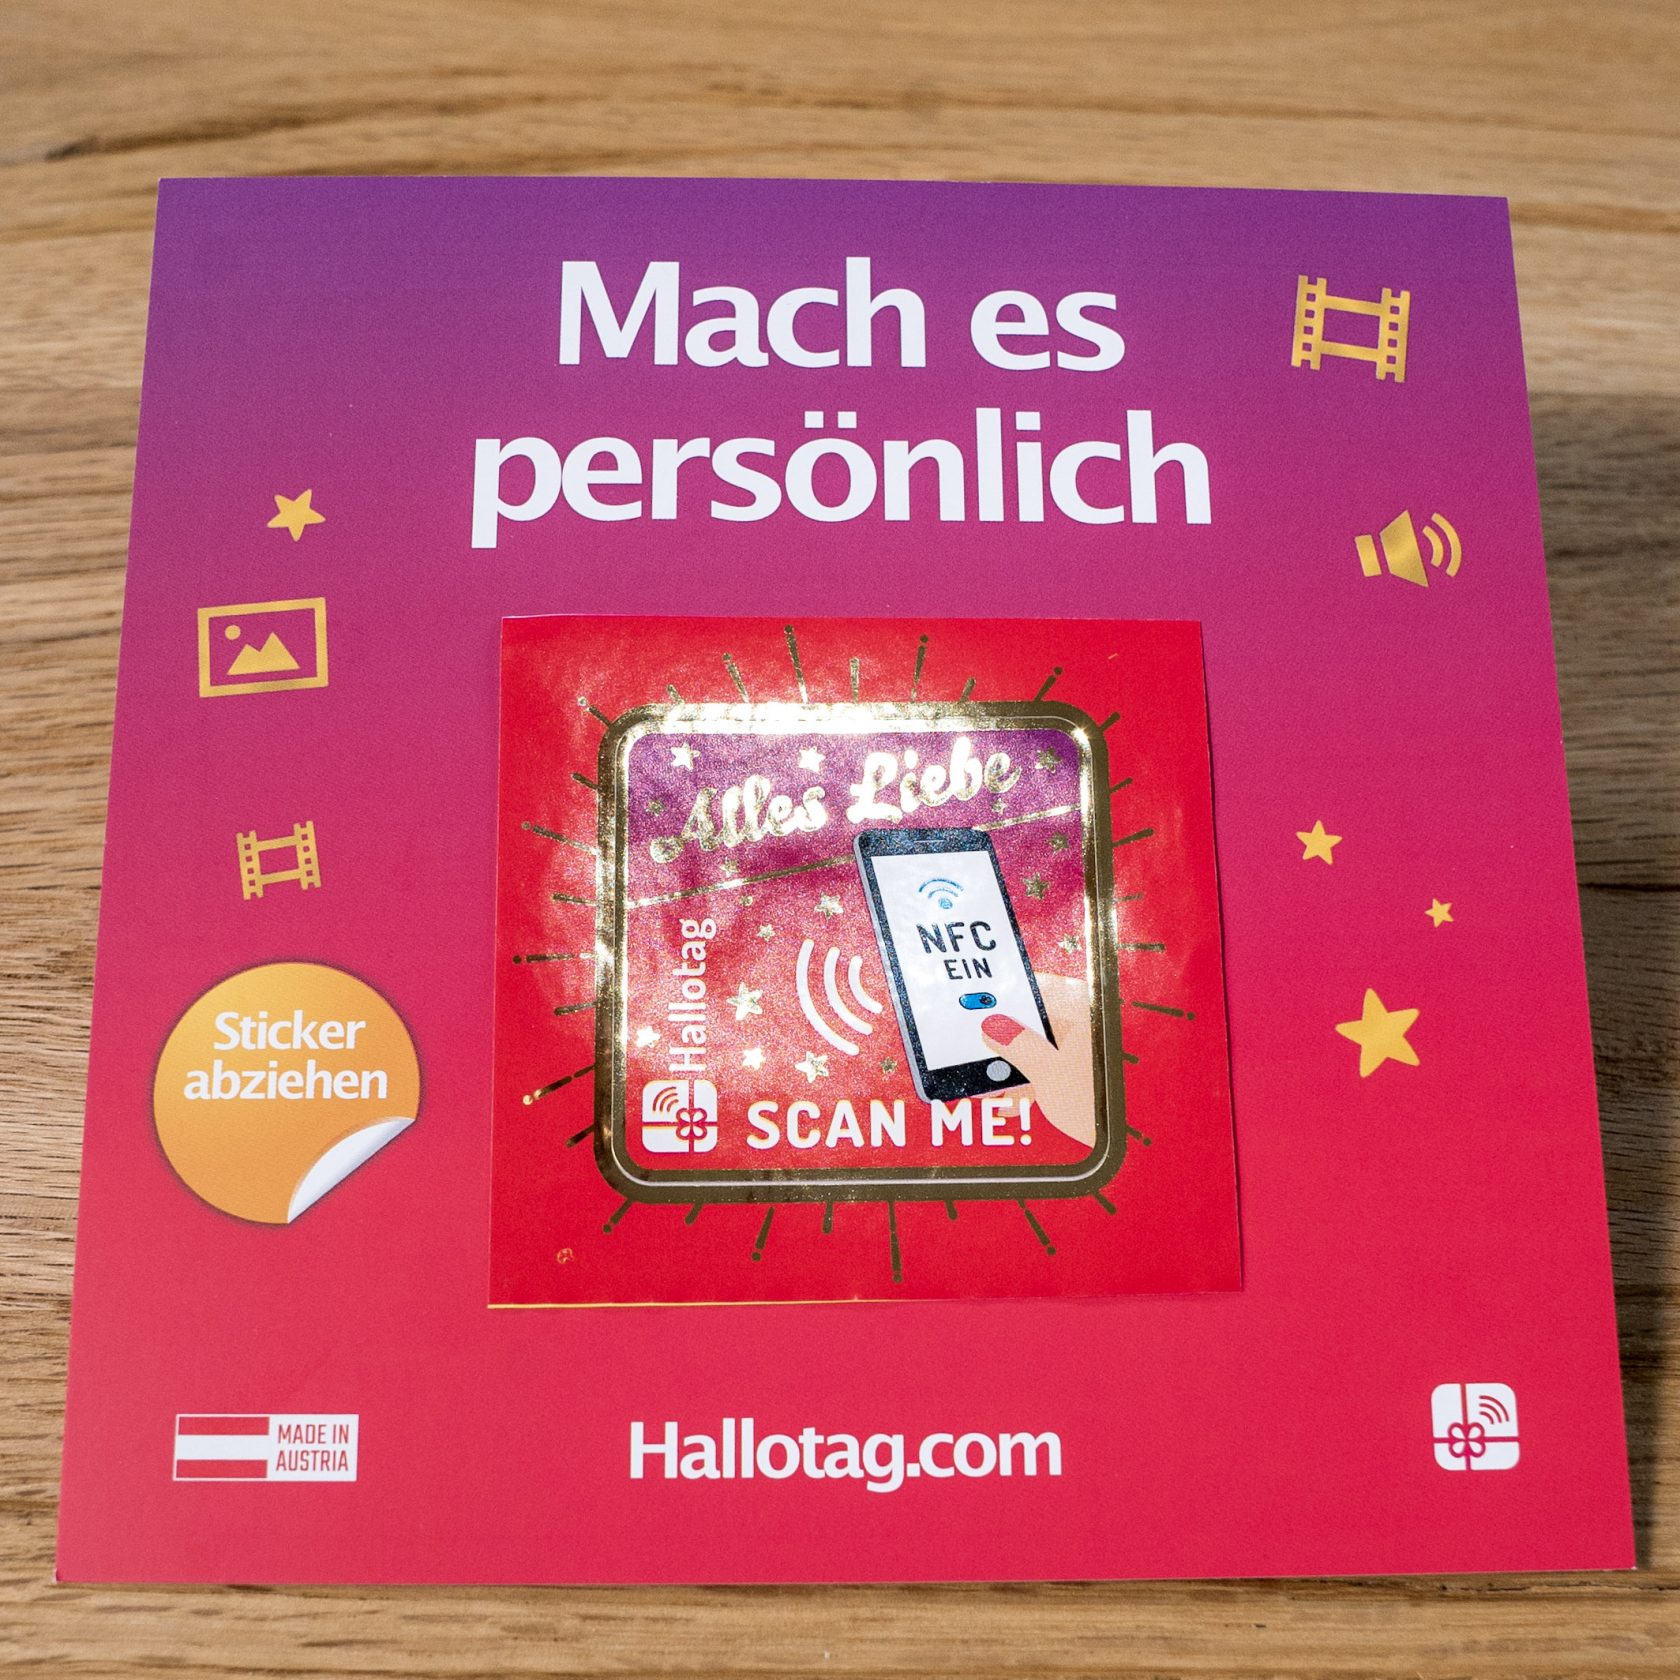 Mach es
persönlich
Alles Liebe
NFC
EIN
Hallotag
SCAN ME!
Sticker
abziehen
MADE IN
AUSTRIA
Hallotag.com